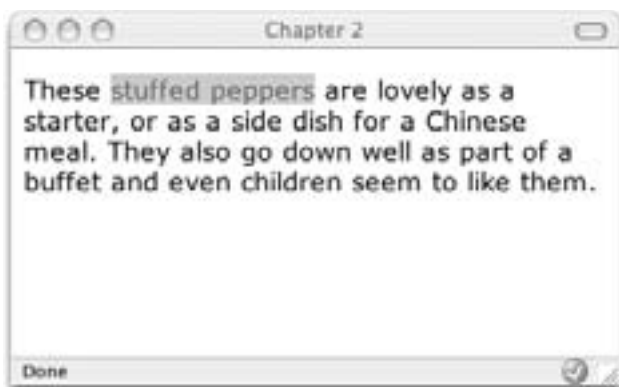 Chapter 2
These stuffed peppers are lovely as a
starter, or as a side dish for a Chinese
meal. They also go down well as part of a
buffet and even children seem to like them.
Done